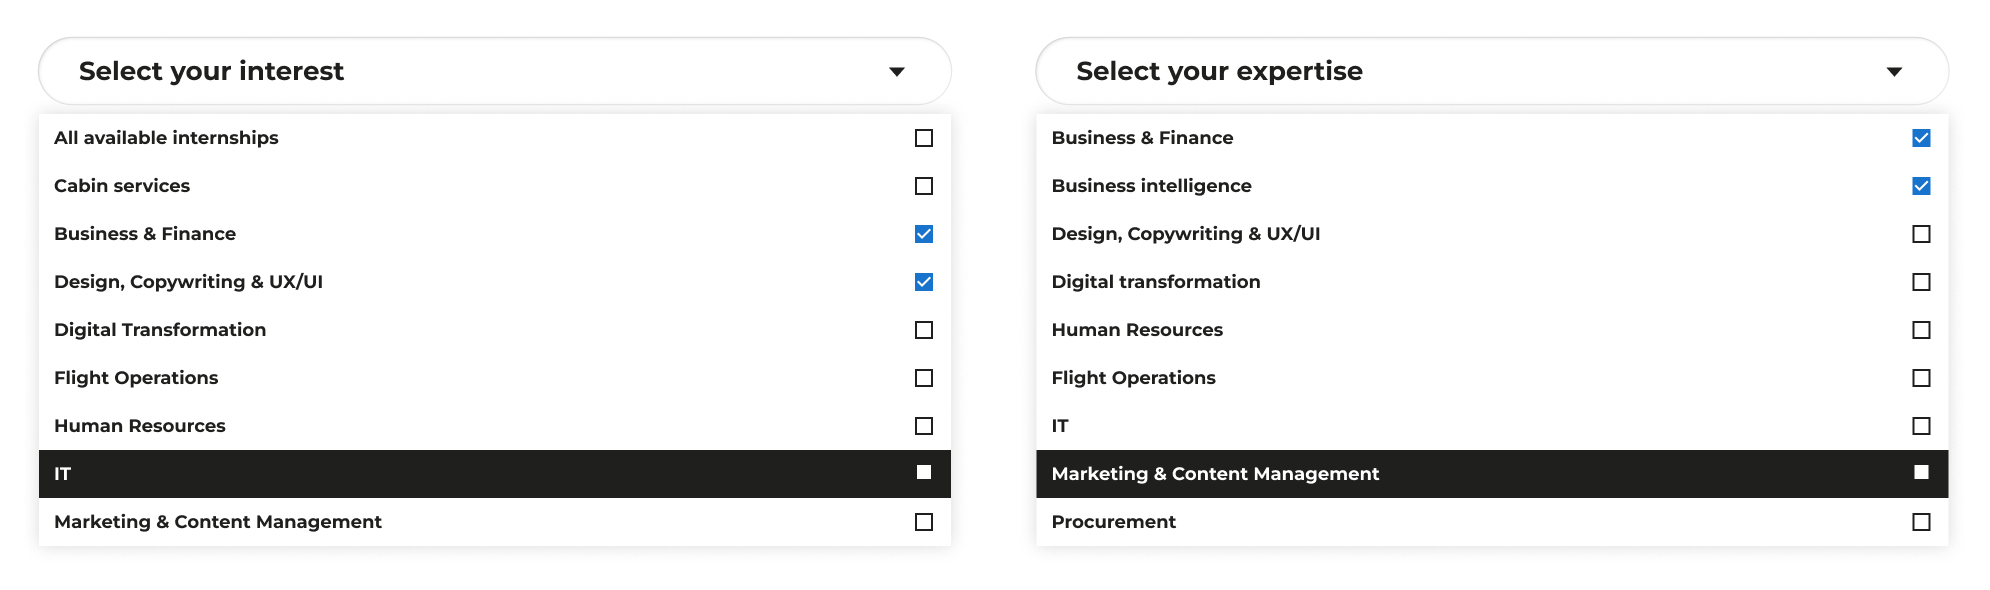 Select your interest
All available internships
Cabin services
Business & Finance
Design, Copywriting & UX/UI
Digital Transformation
Flight Operations
Human Resources
IT
Marketing & Content Management
Select your expertise
Business & Finance
Business intelligence
Design, Copywriting & UX/UI
Digital transformation
Human Resources
Flight Operations
IT
Marketing & Content Management
Procurement